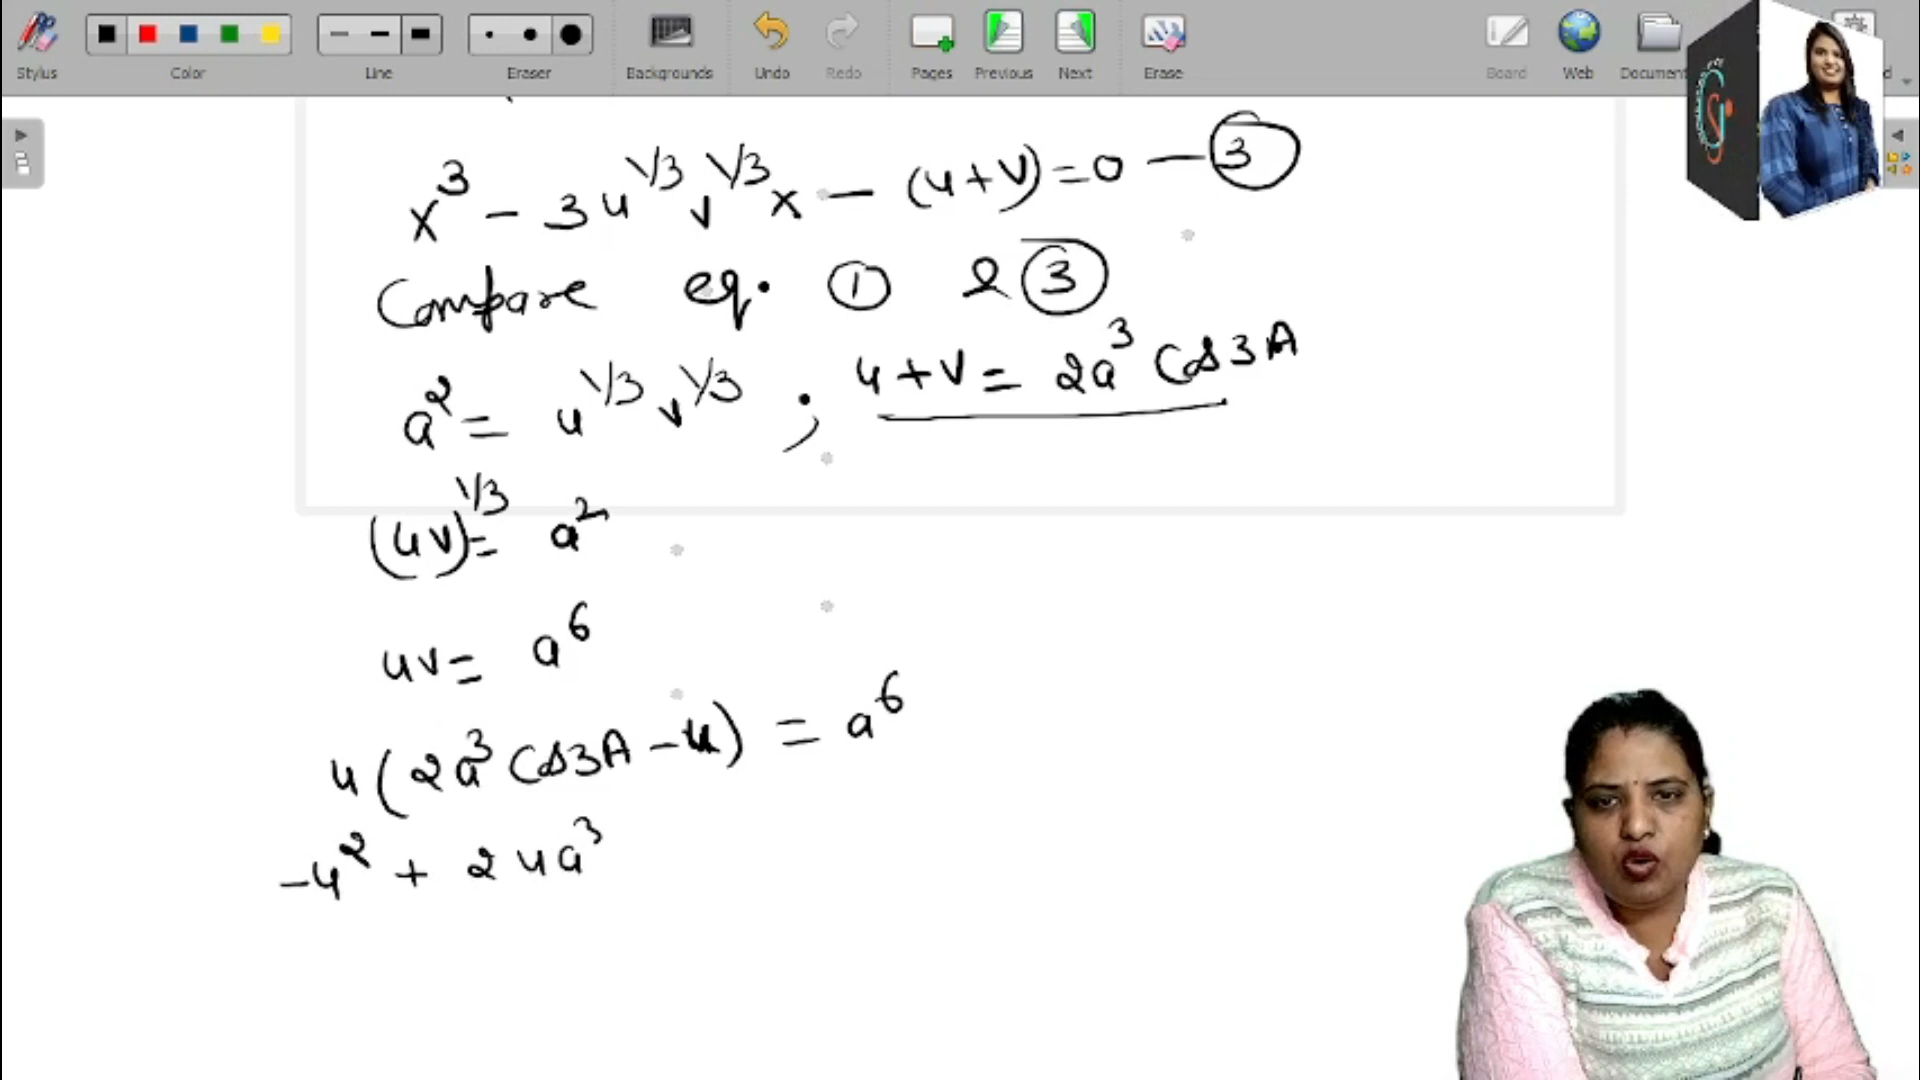 Stylus Color Line Eraser Backgrounds Undo Redo Pages Previous Next Erase Board Web Document
x³ - 3u^1/3 v^1/3 x - (u+v)=0 — ③
Compare eq. ① & ③
a² = u^1/3 v^1/3 ; u+v = 2a³ Cos3A
(uv)^1/3 = a²
uv = a⁶
u(2a³ Cos3A - u) = a⁶
-u² + 2ua³